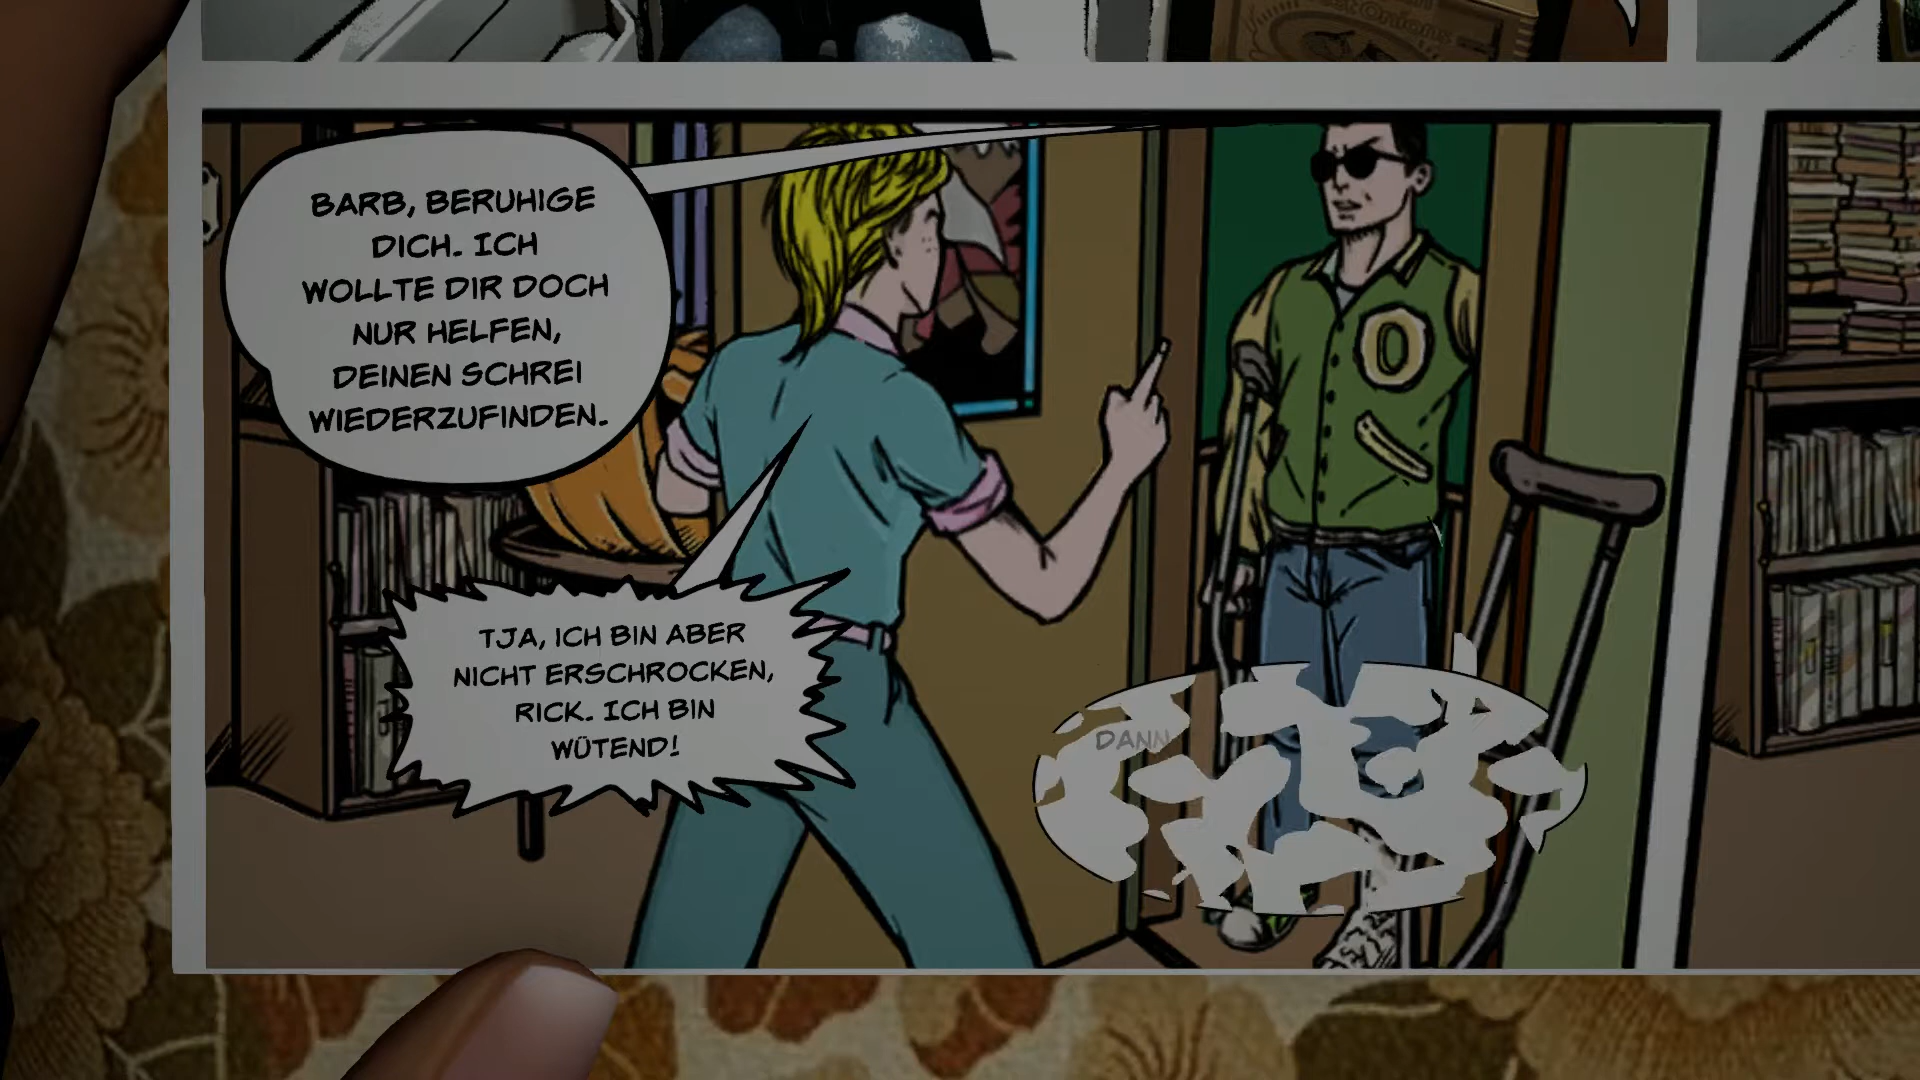 BARB, BERUHIGE
DICH. ICH
WOLLTE DIR DOCH
NUR HELFEN,
DEINEN SCHREI
WIEDERZUFINDEN.
O
TJA, ICH BIN ABER
NICHT ERSCHROCKEN,
RICK. ICH BIN
WÜTEND!
DANN